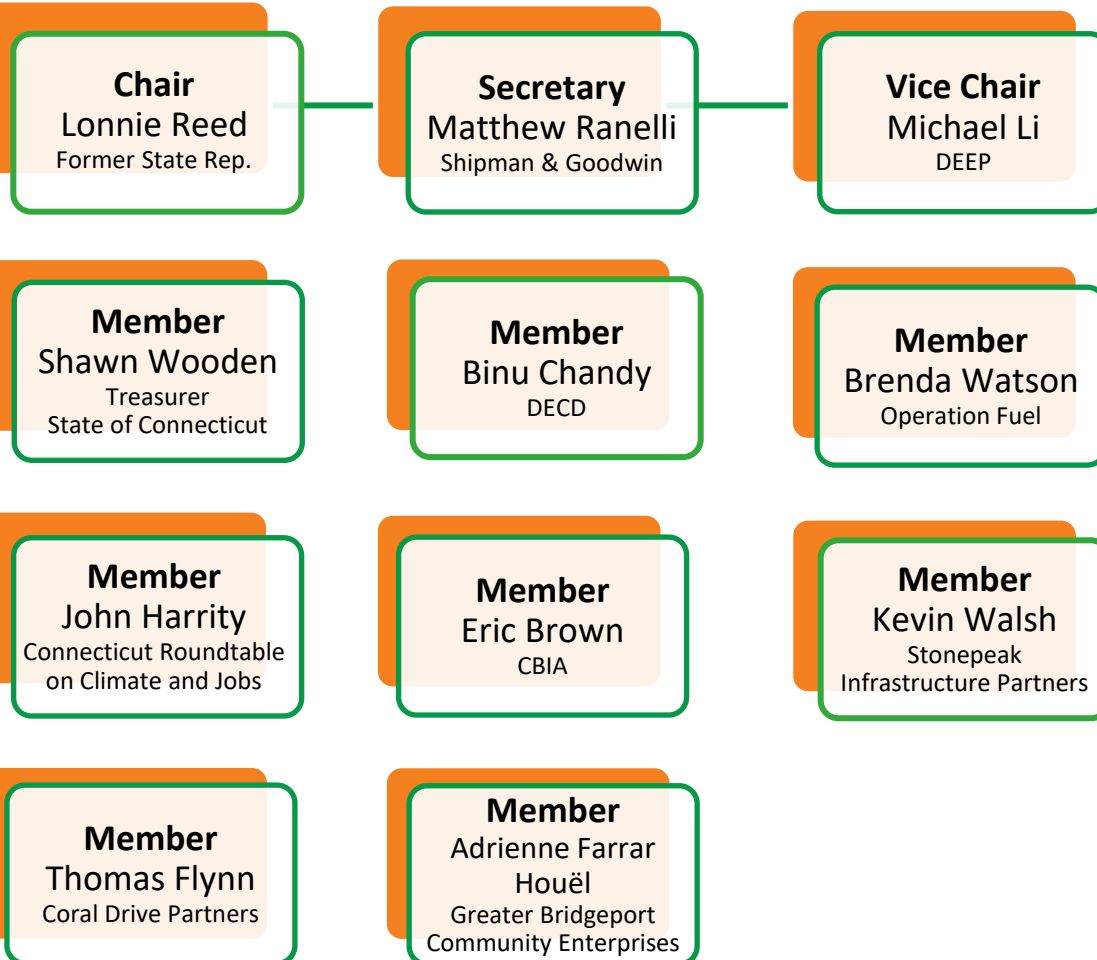 Chair
Lonnie Reed
Former State Rep.
Secretary
Matthew Ranelli
Shipman & Goodwin
Vice Chair
Michael Li
DEEP
Member
Shawn Wooden
Treasurer
State of Connecticut
Member
Binu Chandy
DECD
Member
Brenda Watson
Operation Fuel
Member
John Harrity
Connecticut Roundtable
on Climate and Jobs
Member
Eric Brown
CBIA
Member
Kevin Walsh
Stonepeak
Infrastructure Partners
Member
Thomas Flynn
Coral Drive Partners
Member
Adrienne Farrar
Houël
Greater Bridgeport
Community Enterprises